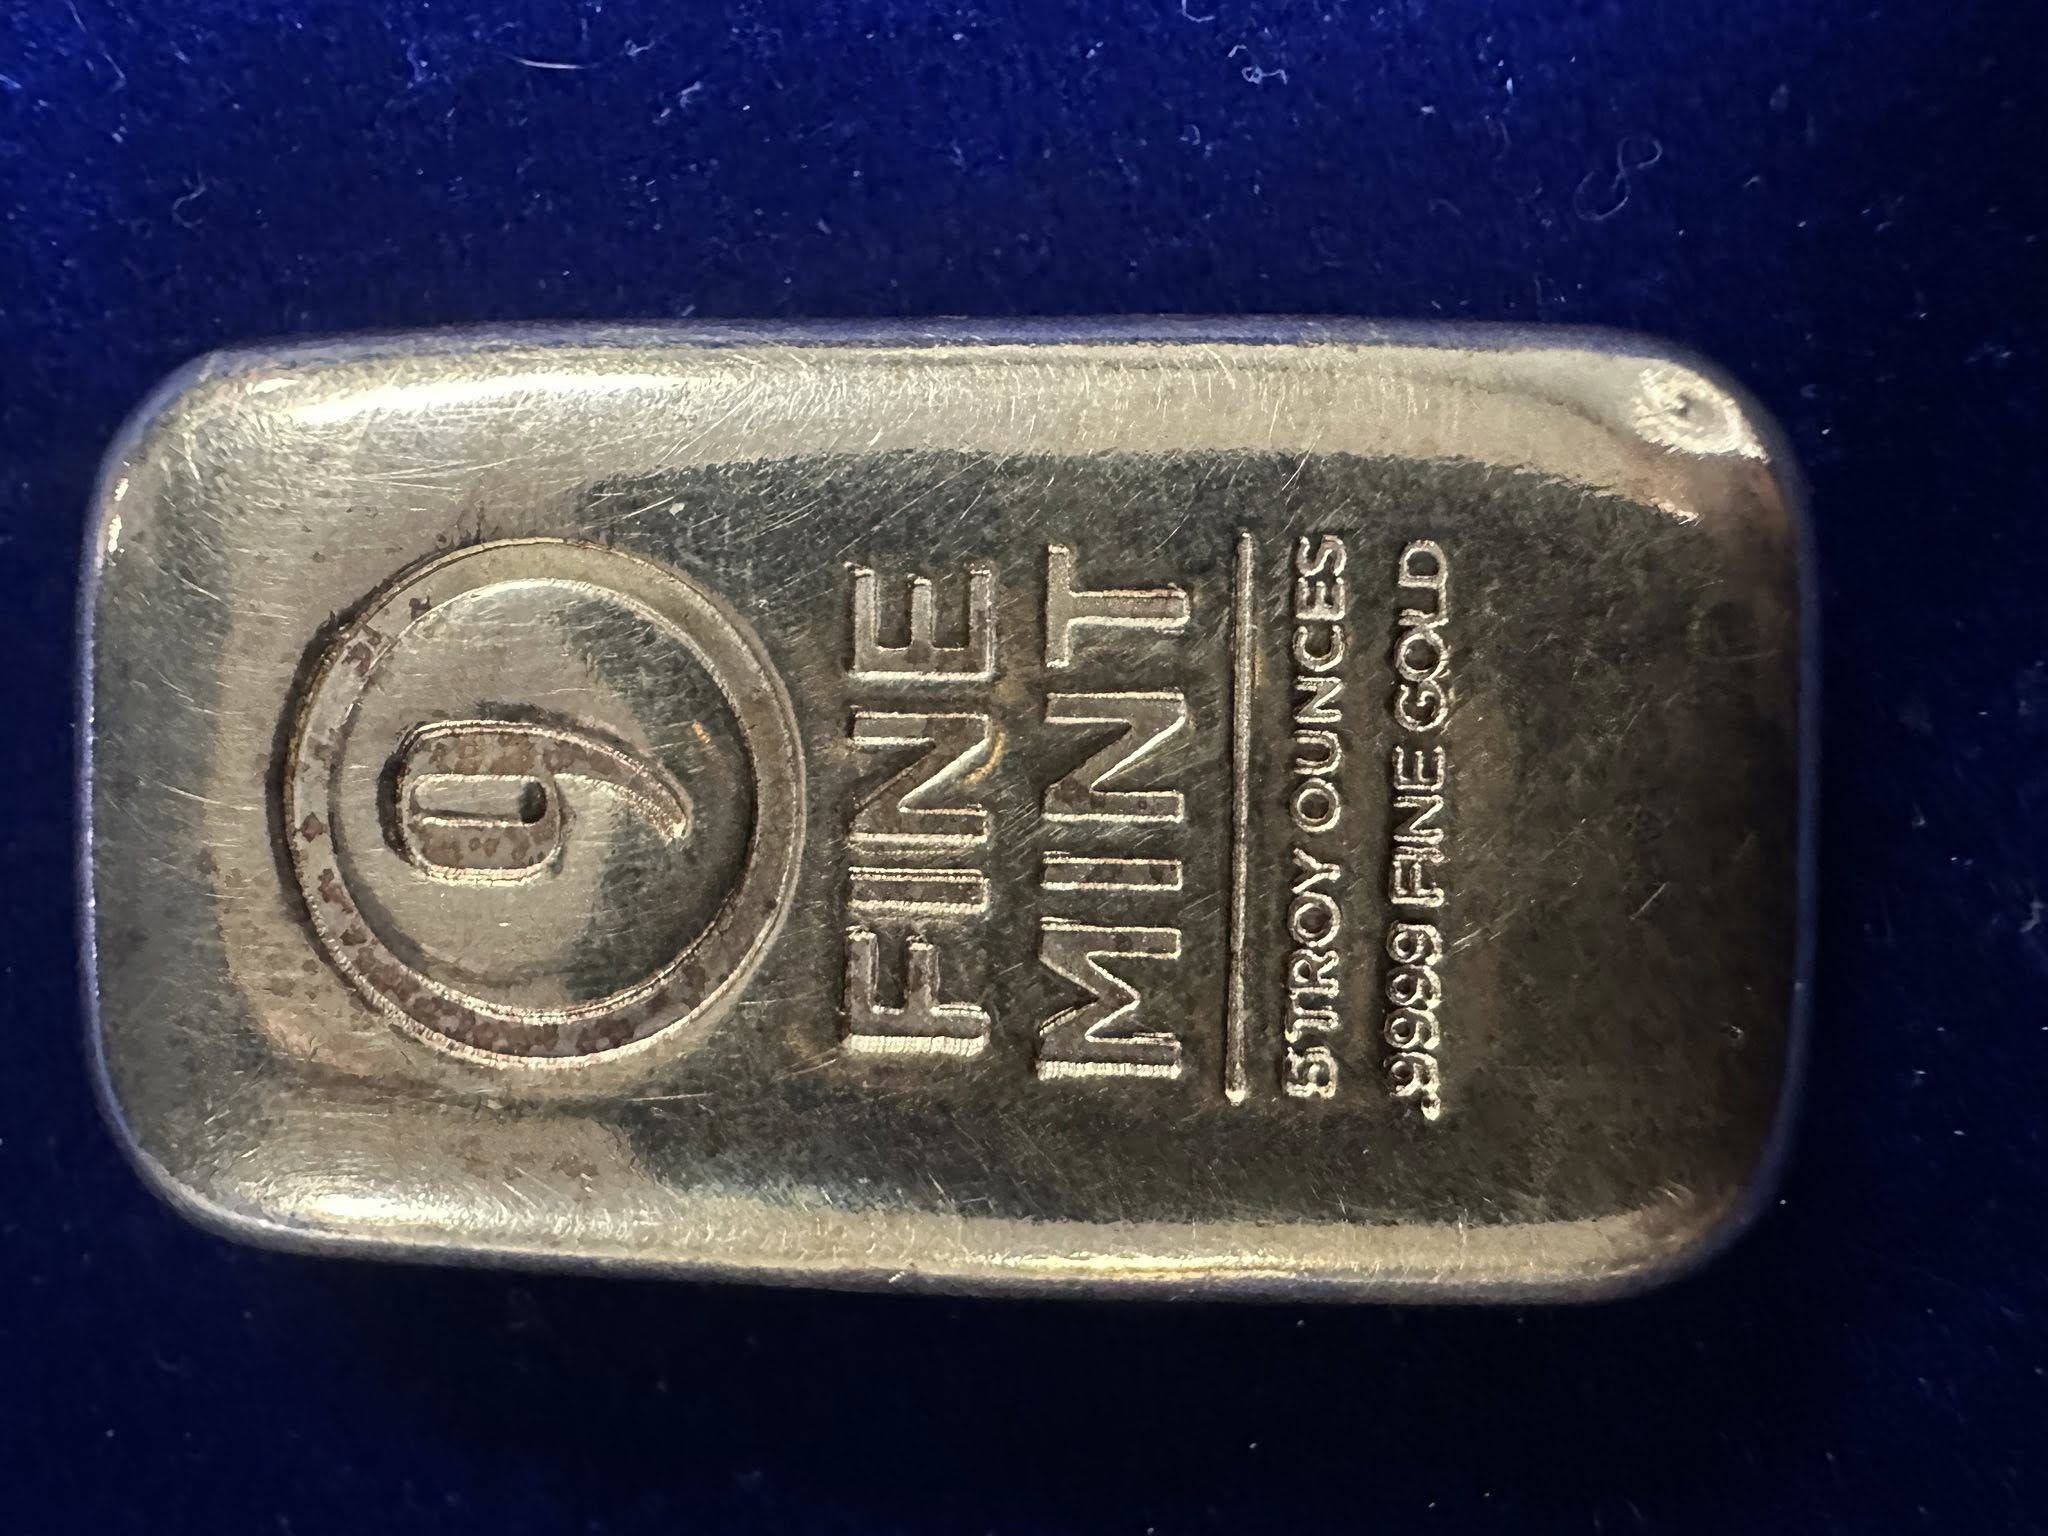 9
FINE
MINT
5 TROY OUNCES
.9999 FINE GOLD